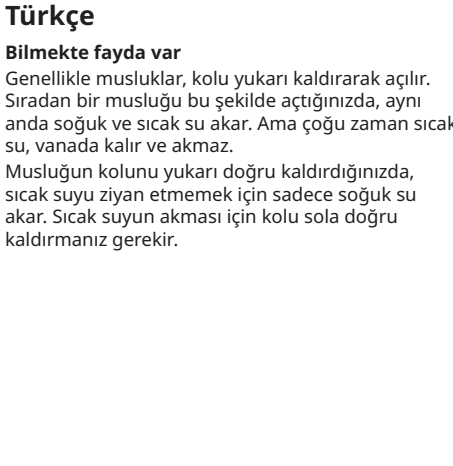 Türkçe
Bilmekte fayda var
Genellikle musluklar, kolu yukarı kaldırarak açılır.
Sıradan bir musluğu bu şekilde açtığınızda, aynı
anda soğuk ve sıcak su akar. Ama çoğu zaman sıcak
su, vanada kalır ve akmaz.
Musluğun kolunu yukarı doğru kaldırdığınızda,
sıcak suyu ziyan etmemek için sadece soğuk su
akar. Sıcak suyun akması için kolu sola doğru
kaldırmanız gerekir.